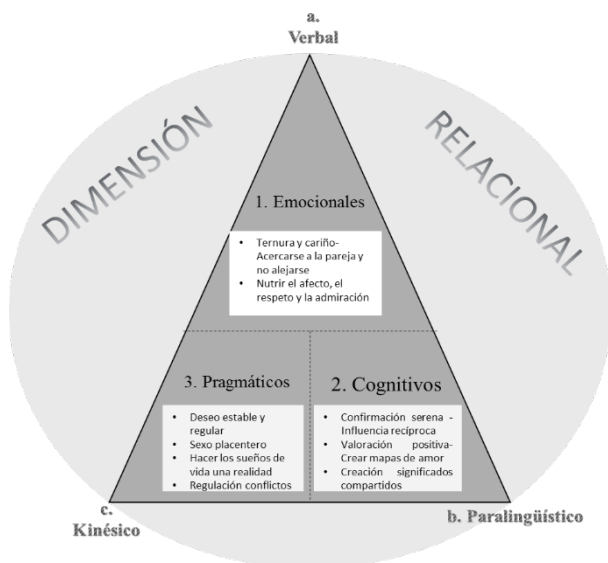 a.
Verbal
DIMENSIÓN
RELACIONAL
1. Emocionales
• Ternura y cariño-
Acercarse a la pareja y
no alejarse
• Nutrir el afecto, el
respeto y la admiración
3. Pragmáticos
• Deseo estable y
regular
• Sexo placentero
• Hacer los sueños de
vida una realidad
• Regulación conflictos
2. Cognitivos
• Confirmación serena -
Influencia recíproca
• Valoración positiva-
Crear mapas de amor
• Creación significados
compartidos
c.
Kinésico
b. Paralingüístico